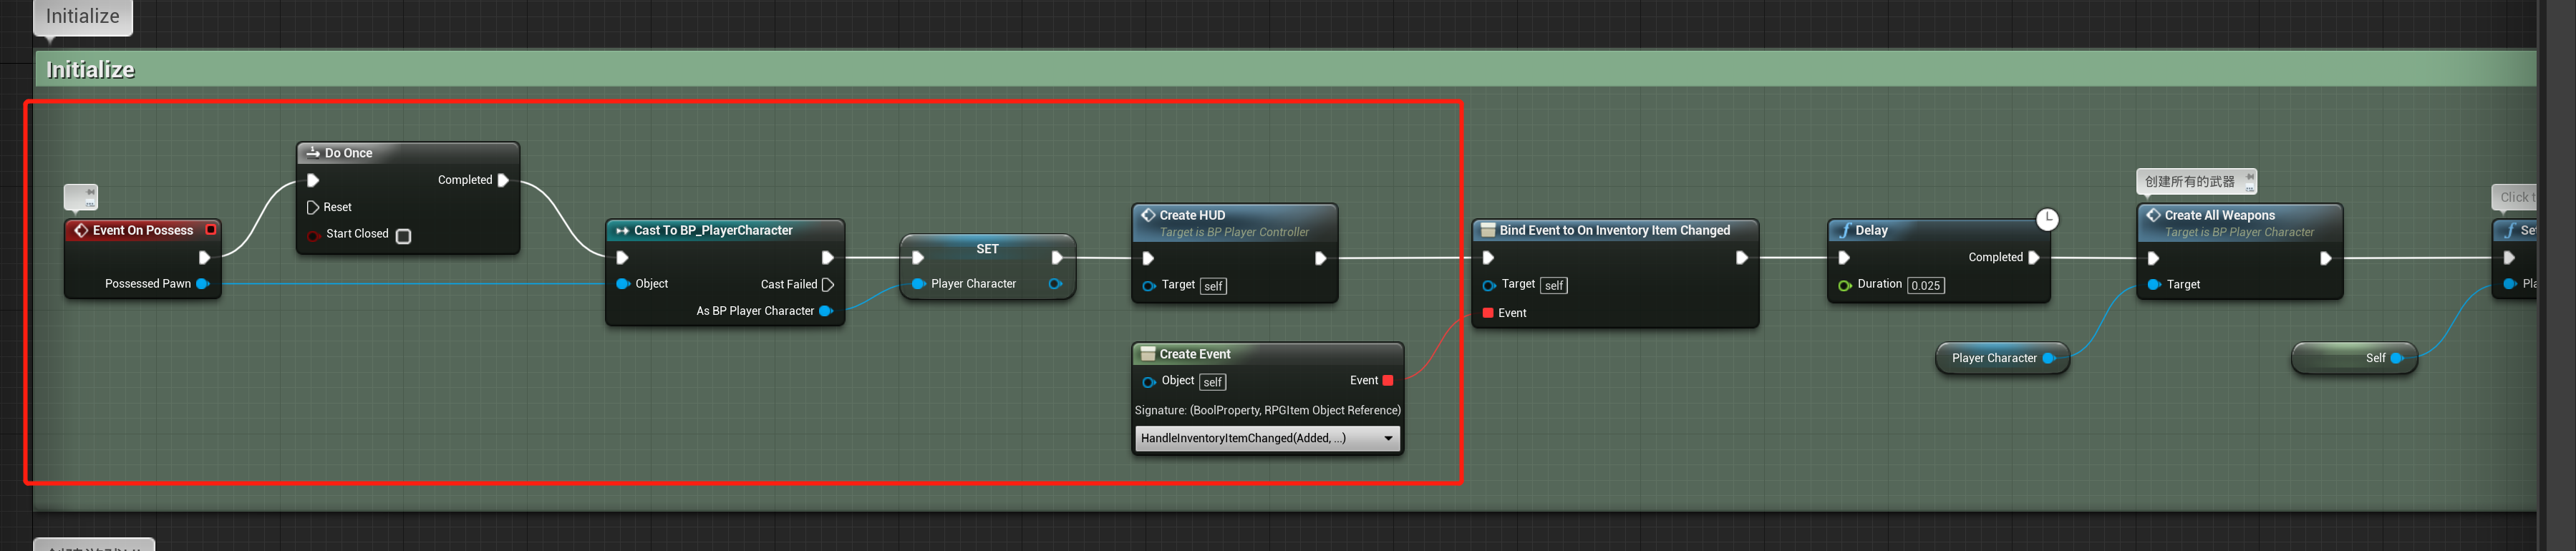 Initialize
Initialize
Do Once
Completed
Reset
Start Closed
Event On Possess
Possessed Pawn
Cast To BP_PlayerCharacter
Object
Cast Failed
As BP Player Character
SET
Player Character
Create HUD
Target is BP Player Controller
Target self
Create Event
Object self
Event
Signature: (BoolProperty, RPGItem Object Reference)
HandleInventoryItemChanged(Added, ...)
Bind Event to On Inventory Item Changed
Target self
Event
Delay
Completed
Duration 0.025
创建所有的武器
Create All Weapons
Target is BP Player Character
Target
Player Character
Click t
Self